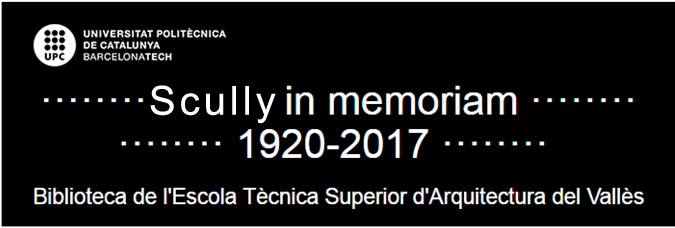 UNIVERSITAT POLITÈCNICA
DE CATALUNYA
BARCELONATECH
UPC
Scully in memoriam
1920-2017
Biblioteca de l'Escola Tècnica Superior d'Arquitectura del Vallès